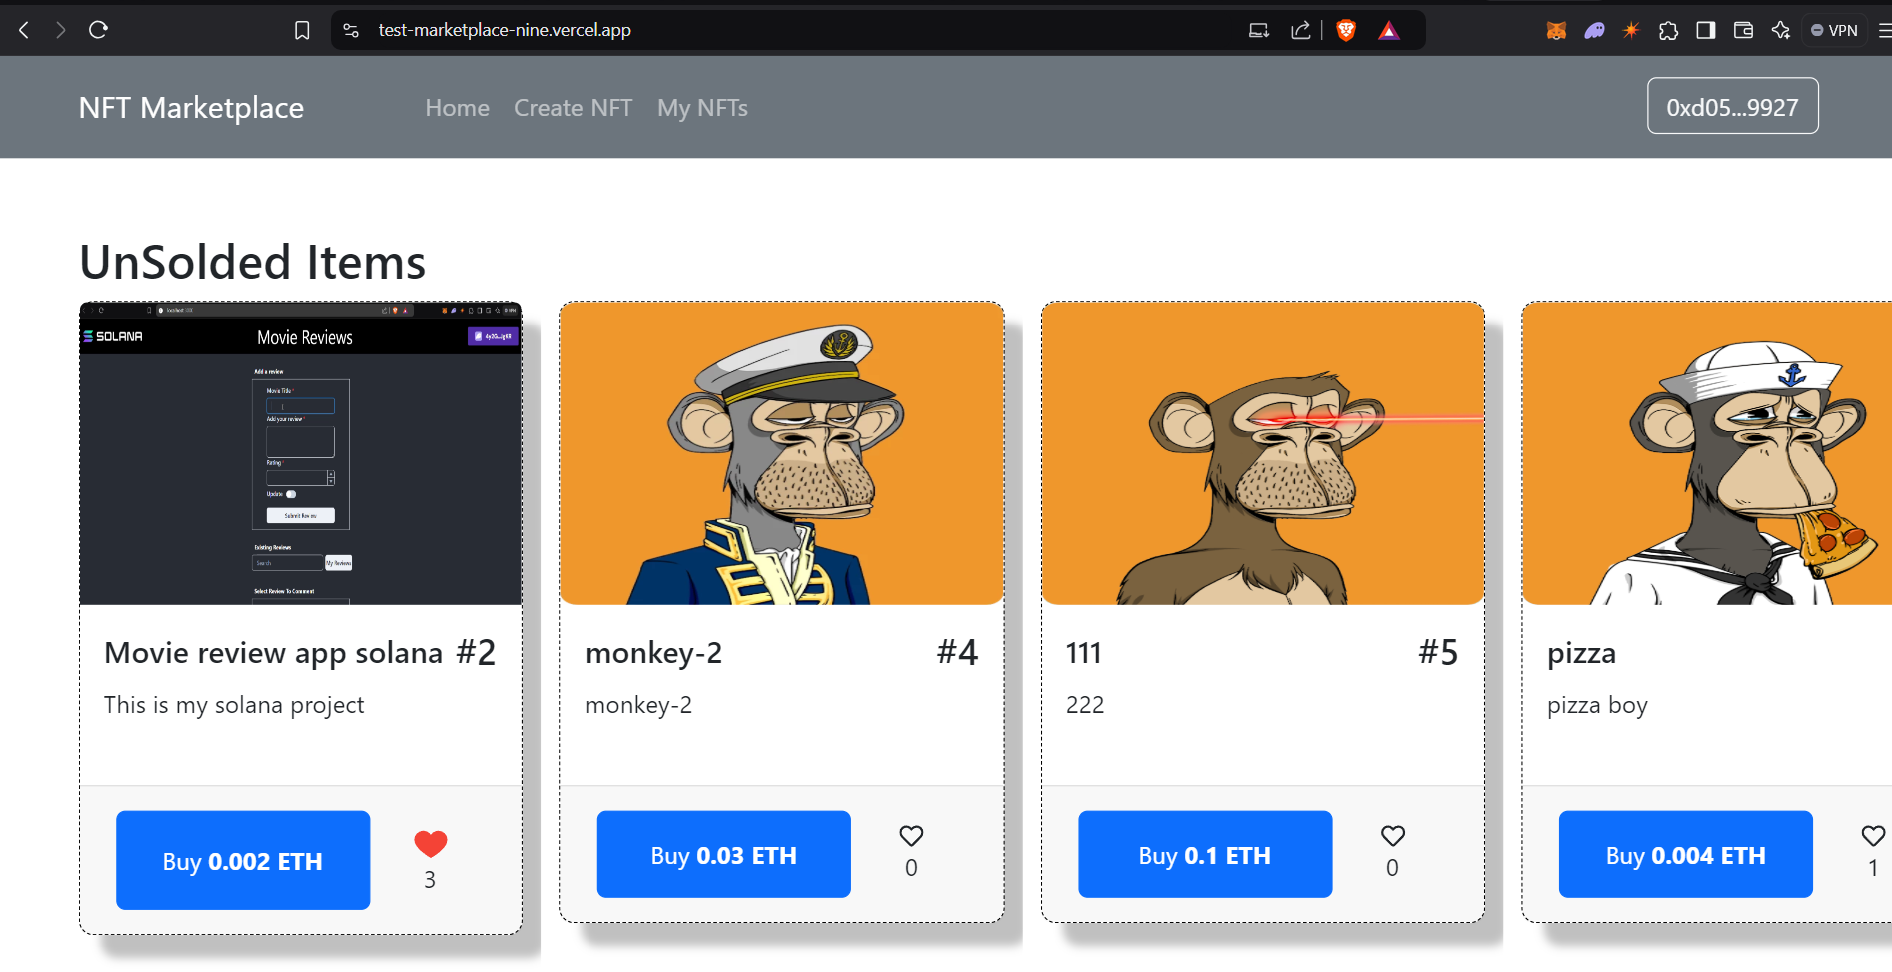 test-marketplace-nine.vercel.app
VPN
NFT Marketplace
Home
Create NFT
My NFTs
0xd05...9927
UnSolded Items
SOLANA
Movie Reviews
Add a review
Movie Title
Add your review
Rating
Update
Submit Review
Existing Reviews
Search
My Reviews
Select Review To Comment
Movie review app solana #2
This is my solana project
Buy 0.002 ETH
3
monkey-2 #4
monkey-2
Buy 0.03 ETH
0
111 #5
222
Buy 0.1 ETH
0
pizza
pizza boy
Buy 0.004 ETH
1